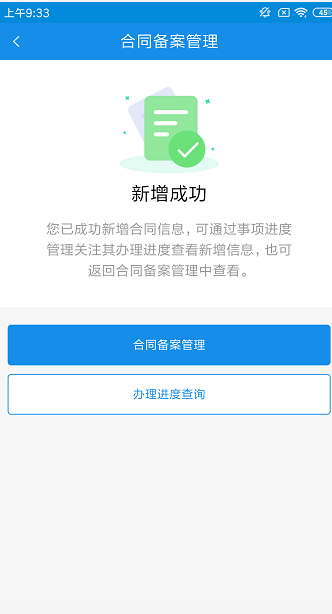 上午9:33
45
合同备案管理
新增成功
您已成功新增合同信息，可通过事项进度
管理关注其办理进度查看新增信息，也可
返回合同备案管理中查看。
合同备案管理
办理进度查询